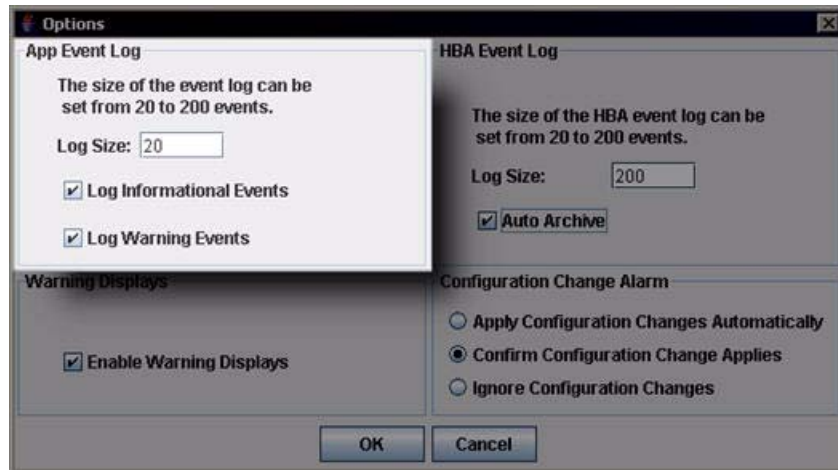 Options
App Event Log
The size of the event log can be
set from 20 to 200 events.
Log Size: 20
Log Informational Events
Log Warning Events
HBA Event Log
The size of the HBA event log can be
set from 20 to 200 events.
Log Size: 200
Auto Archive
Warning Displays
Enable Warning Displays
Configuration Change Alarm
Apply Configuration Changes Automatically
Confirm Configuration Change Applies
Ignore Configuration Changes
OK
Cancel